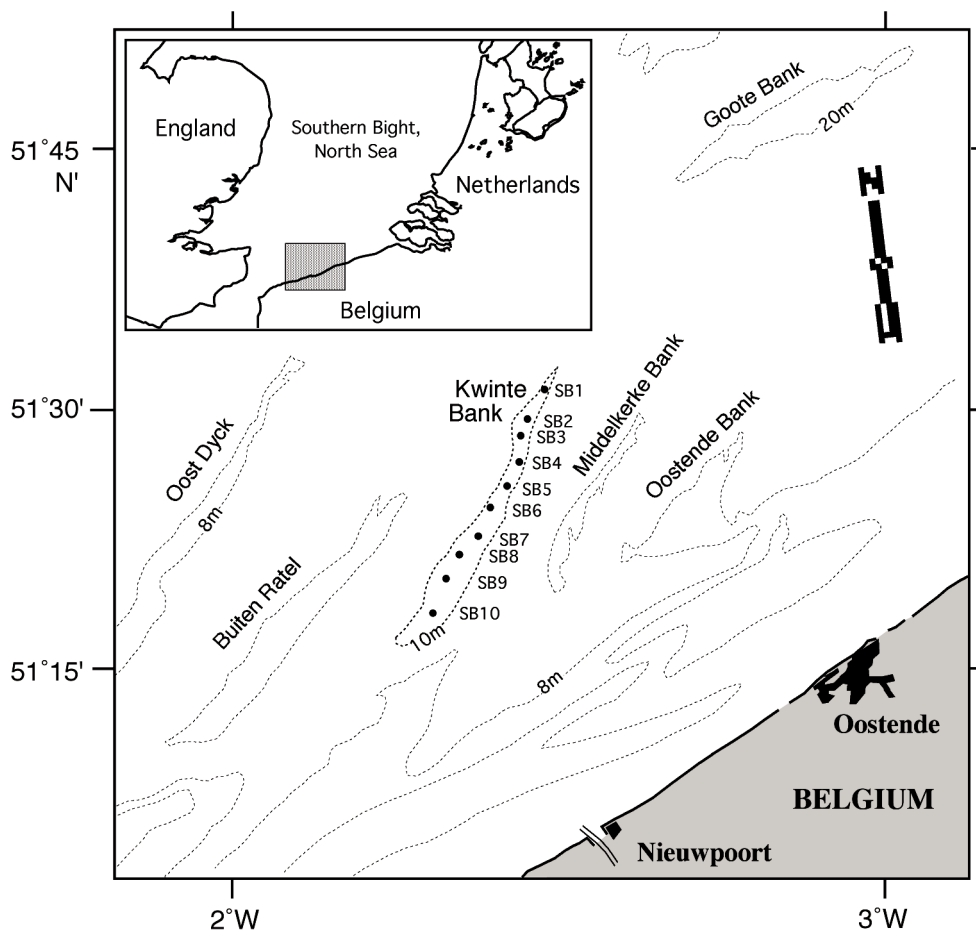 Goote Bank
20m
51°45
N'
England
Southern Bight,
North Sea
Netherlands
Belgium
N
51°30'
Kwinte
Bank
SB1
SB2
SB3
SB4
SB5
SB6
SB7
SB8
SB9
SB10
10m
Middelkerke Bank
Oostende Bank
Oost Dyck
8m
Buiten Ratel
51°15'
8m
Oostende
BELGIUM
Nieuwpoort
2°W
3°W